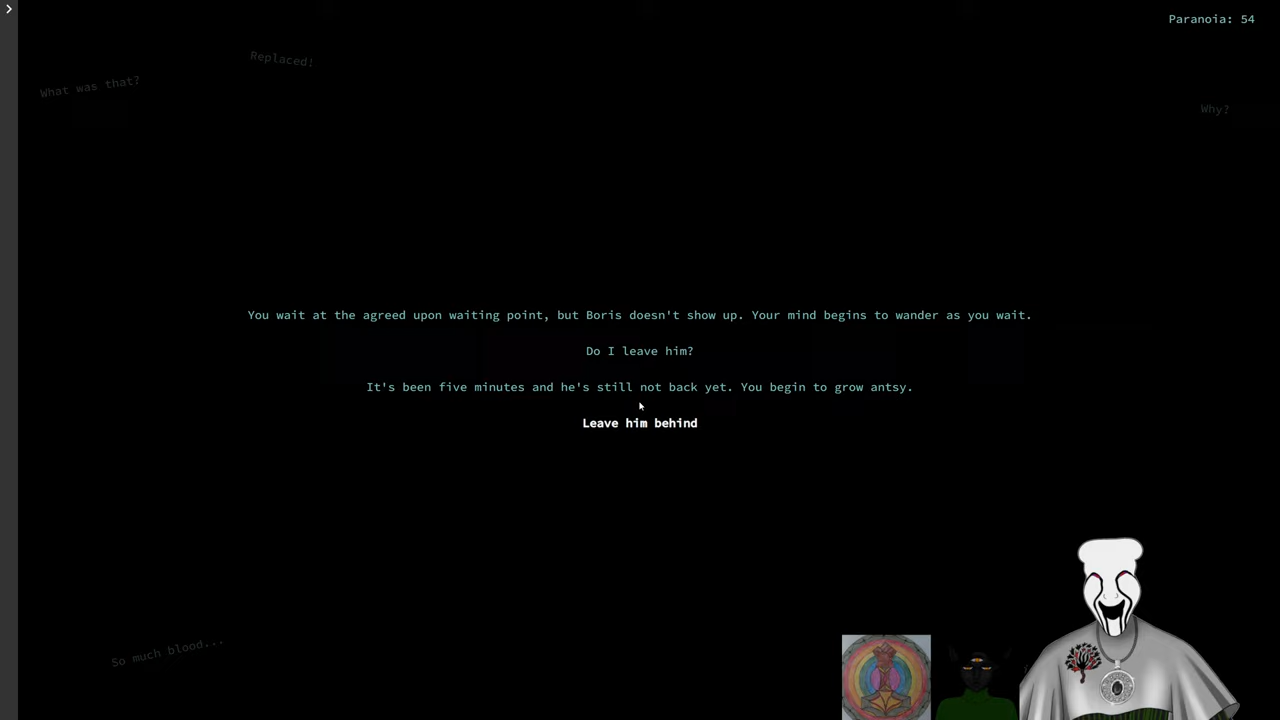 Paranoia: 54
Replaced!
What was that?
Why?
You wait at the agreed upon waiting point, but Boris doesn't show up. Your mind begins to wander as you wait.
Do I leave him?
It's been five minutes and he's still not back yet. You begin to grow antsy.
Leave him behind
So much blood...